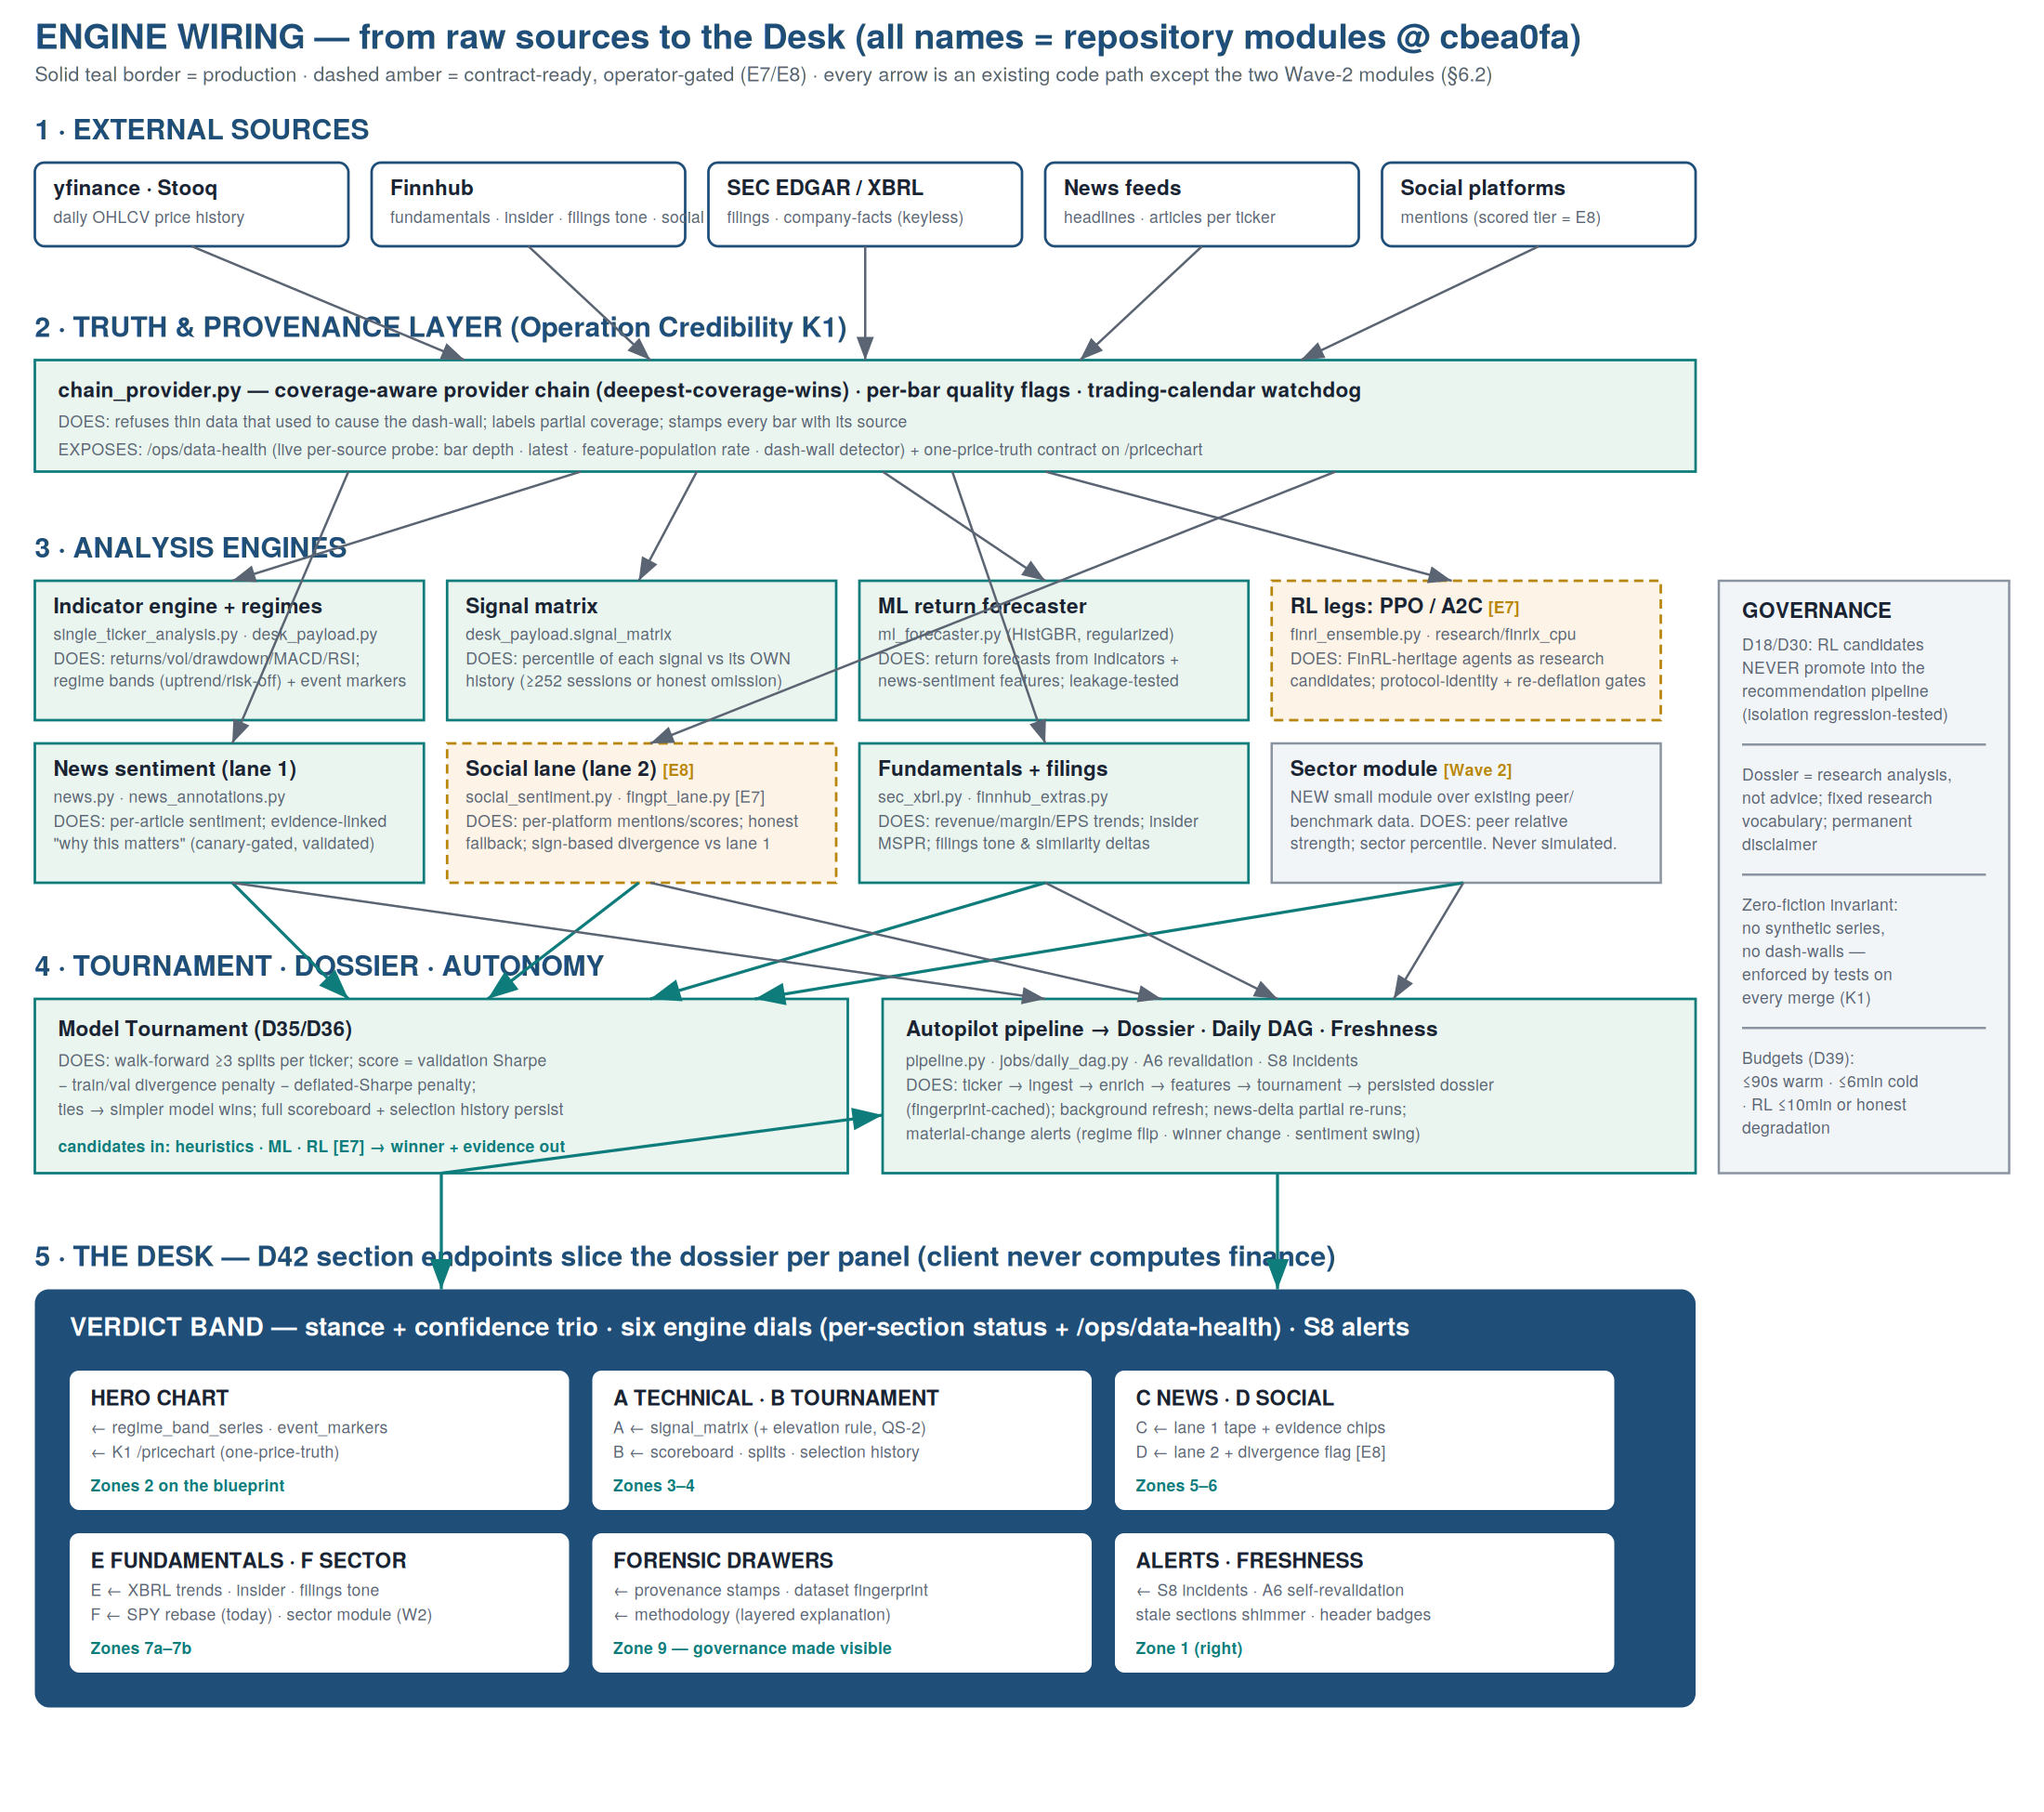 ENGINE WIRING — from raw sources to the Desk (all names = repository modules @ cbea0fa)
Solid teal border = production · dashed amber = contract-ready, operator-gated (E7/E8) · every arrow is an existing code path except the two Wave-2 modules (§6.2)
1 · EXTERNAL SOURCES
yfinance · Stooq
daily OHLCV price history
Finnhub
fundamentals · insider · filings tone · social
SEC EDGAR / XBRL
filings · company-facts (keyless)
News feeds
headlines · articles per ticker
Social platforms
mentions (scored tier = E8)
2 · TRUTH & PROVENANCE LAYER (Operation Credibility K1)
chain_provider.py — coverage-aware provider chain (deepest-coverage-wins) · per-bar quality flags · trading-calendar watchdog
DOES: refuses thin data that used to cause the dash-wall; labels partial coverage; stamps every bar with its source
EXPOSES: /ops/data-health (live per-source probe: bar depth · latest · feature-population rate · dash-wall detector) + one-price-truth contract on /pricechart
3 · ANALYSIS ENGINES
Indicator engine + regimes
single_ticker_analysis.py · desk_payload.py
DOES: returns/vol/drawdown/MACD/RSI;
regime bands (uptrend/risk-off) + event markers
Signal matrix
desk_payload.signal_matrix
DOES: percentile of each signal vs its OWN
history (≥252 sessions or honest omission)
ML return forecaster
ml_forecaster.py (HistGBR, regularized)
DOES: return forecasts from indicators +
news-sentiment features; leakage-tested
RL legs: PPO / A2C [E7]
finrl_ensemble.py · research/finrlx_cpu
DOES: FinRL-heritage agents as research
candidates; protocol-identity + re-deflation gates
News sentiment (lane 1)
news.py · news_annotations.py
DOES: per-article sentiment; evidence-linked
"why this matters" (canary-gated, validated)
Social lane (lane 2) [E8]
social_sentiment.py · fingpt_lane.py [E7]
DOES: per-platform mentions/scores; honest
fallback; sign-based divergence vs lane 1
Fundamentals + filings
sec_xbrl.py · finnhub_extras.py
DOES: revenue/margin/EPS trends; insider
MSPR; filings tone & similarity deltas
Sector module [Wave 2]
NEW small module over existing peer/
benchmark data. DOES: peer relative
strength; sector percentile. Never simulated.
GOVERNANCE
D18/D30: RL candidates
NEVER promote into the
recommendation pipeline
(isolation regression-tested)
Dossier = research analysis,
not advice; fixed research
vocabulary; permanent
disclaimer
Zero-fiction invariant:
no synthetic series,
no dash-walls —
enforced by tests on
every merge (K1)
Budgets (D39):
≤90s warm · ≤6min cold
· RL ≤10min or honest
degradation
4 · TOURNAMENT · DOSSIER · AUTONOMY
Model Tournament (D35/D36)
DOES: walk-forward ≥3 splits per ticker; score = validation Sharpe
− train/val divergence penalty − deflated-Sharpe penalty;
ties → simpler model wins; full scoreboard + selection history persist
candidates in: heuristics · ML · RL [E7] → winner + evidence out
Autopilot pipeline → Dossier · Daily DAG · Freshness
pipeline.py · jobs/daily_dag.py · A6 revalidation · S8 incidents
DOES: ticker → ingest → enrich → features → tournament → persisted dossier
(fingerprint-cached); background refresh; news-delta partial re-runs;
material-change alerts (regime flip · winner change · sentiment swing)
5 · THE DESK — D42 section endpoints slice the dossier per panel (client never computes finance)
VERDICT BAND — stance + confidence trio · six engine dials (per-section status + /ops/data-health) · S8 alerts
HERO CHART
← regime_band_series · event_markers
← K1 /pricechart (one-price-truth)
Zones 2 on the blueprint
A TECHNICAL · B TOURNAMENT
A ← signal_matrix (+ elevation rule, QS-2)
B ← scoreboard · splits · selection history
Zones 3–4
C NEWS · D SOCIAL
C ← lane 1 tape + evidence chips
D ← lane 2 + divergence flag [E8]
Zones 5–6
E FUNDAMENTALS · F SECTOR
E ← XBRL trends · insider · filings tone
F ← SPY rebase (today) · sector module (W2)
Zones 7a–7b
FORENSIC DRAWERS
← provenance stamps · dataset fingerprint
← methodology (layered explanation)
Zone 9 — governance made visible
ALERTS · FRESHNESS
← S8 incidents · A6 self-revalidation
stale sections shimmer · header badges
Zone 1 (right)